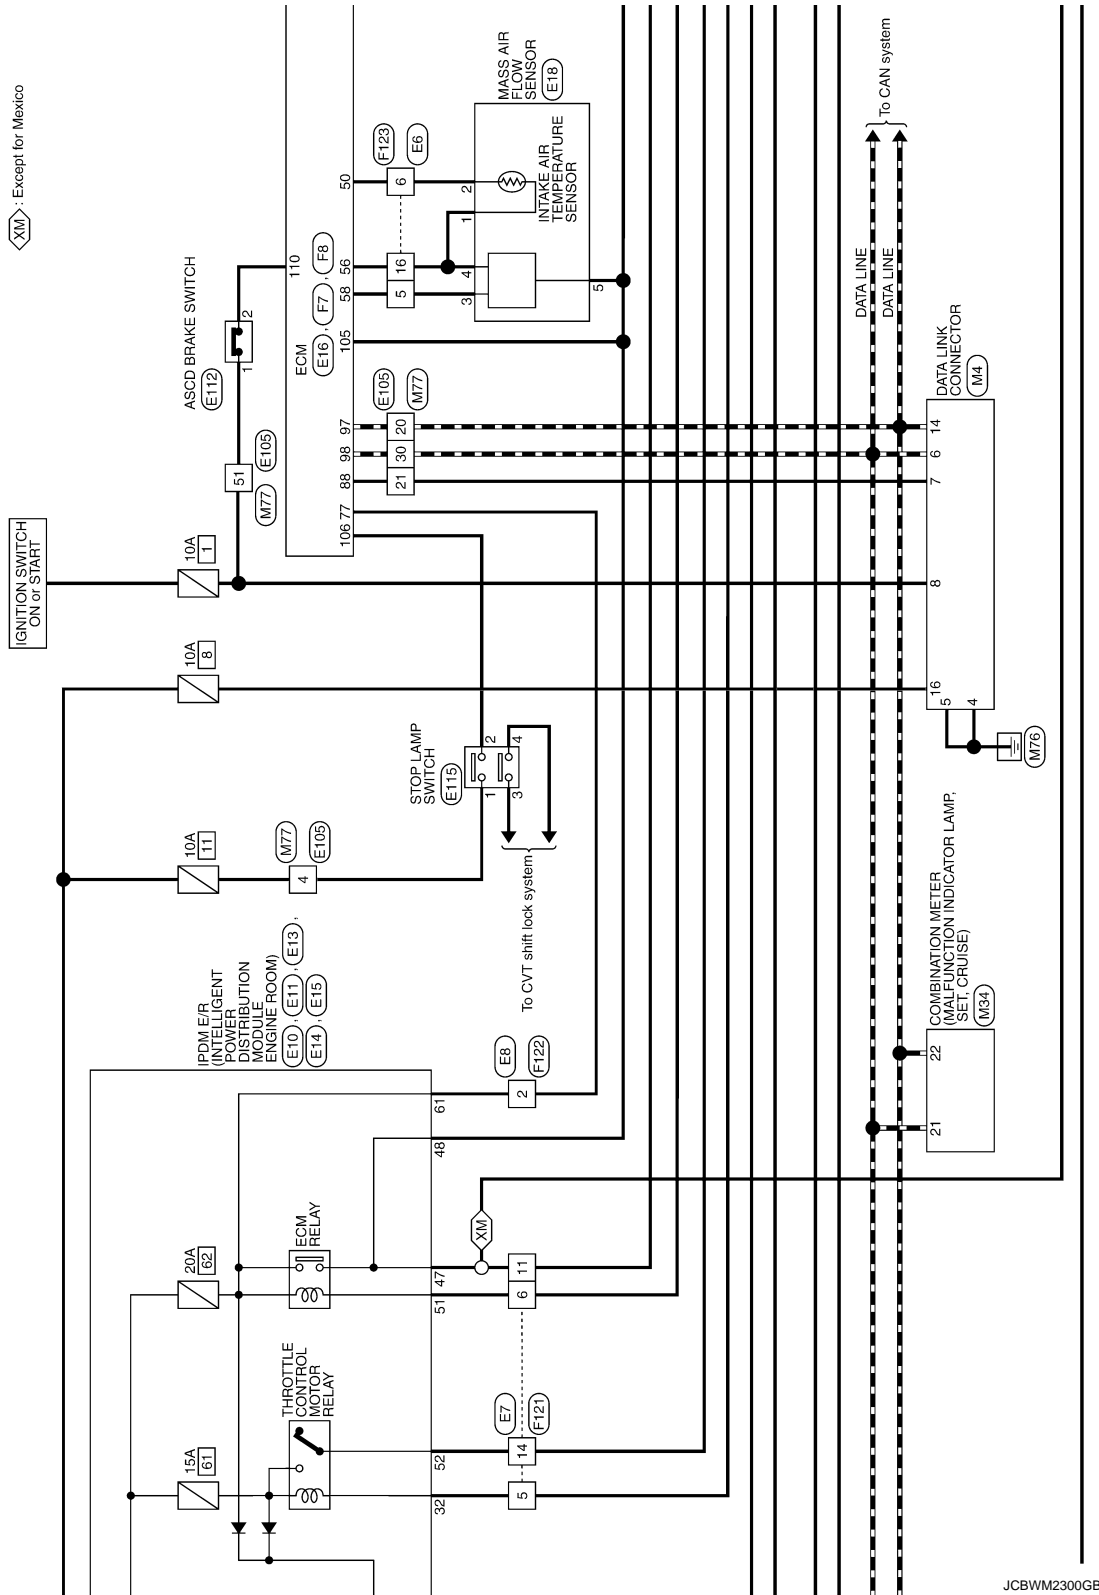 XM : Except for Mexico
IGNITION SWITCH
ON or START
10A
1
10A
8
10A
11
M77
E105
4
51
M77
E105
ASCD BRAKE SWITCH
E112
1
2
110
ECM
E16 , F7 , F8
106
77
88
98
97
105
58
56
50
E105
M77
21
30
20
F123
E6
5
16
6
MASS AIR
FLOW
SENSOR
E18
3
4
1
2
5
INTAKE AIR
TEMPERATURE
SENSOR
STOP LAMP
SWITCH
E115
1
2
3
4
To CVT shift lock system
IPDM E/R
(INTELLIGENT
POWER
DISTRIBUTION
MODULE
ENGINE ROOM)
E10 , E11 , E13 ,
E14 , E15
15A
61
20A
62
THROTTLE
CONTROL
MOTOR
RELAY
ECM
RELAY
32
52
51
47
48
61
E7
F121
5
14
6
11
XM
E8
F122
2
DATA LINE
DATA LINE
To CAN system
COMBINATION METER
(MALFUNCTION INDICATOR LAMP,
SET, CRUISE)
M34
21
22
DATA LINK
CONNECTOR
M4
5
4
16
8
7
6
14
M76
JCBWM2300GB